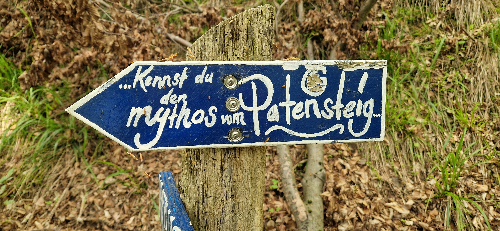 ...Kennst du
den
mythos vom Patensteig...